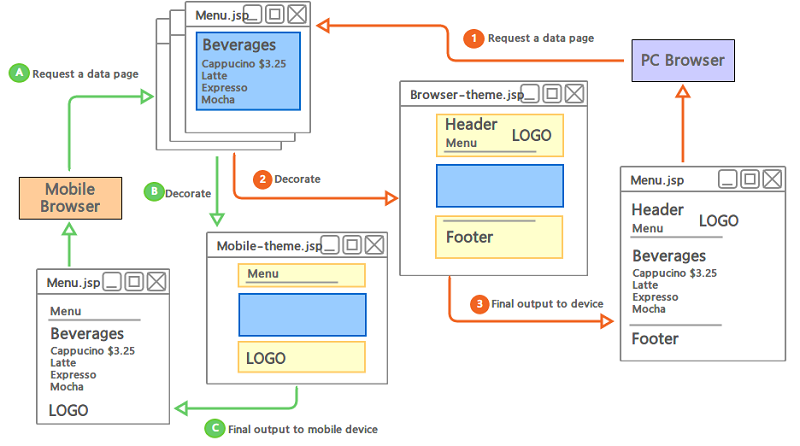 Menu.jsp
Beverages
Cappucino $3.25
Latte
Expresso
Mocha
1 Request a data page
PC Browser
A Request a data page
Browser-theme.jsp
Header
LOGO
Menu
Footer
Mobile
Browser
B Decorate
2 Decorate
Menu.jsp
Header
LOGO
Menu
Beverages
Cappucino $3.25
Latte
Expresso
Mocha
Footer
Mobile-theme.jsp
Menu
LOGO
3 Final output to device
Menu.jsp
Menu
Beverages
Cappucino $3.25
Latte
Expresso
Mocha
LOGO
C Final output to mobile device